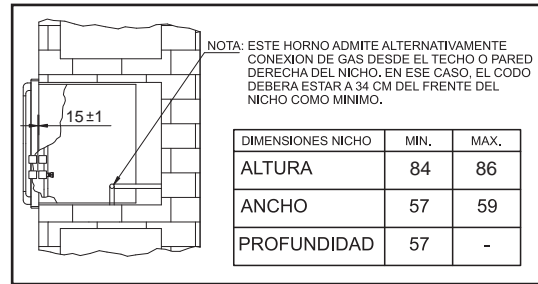 NOTA: ESTE HORNO ADMITE ALTERNATIVAMENTE
CONEXION DE GAS DESDE EL TECHO O PARED
DERECHA DEL NICHO. EN ESE CASO, EL CODO
DEBERA ESTAR A 34 CM DEL FRENTE DEL
NICHO COMO MINIMO.
15±1
DIMENSIONES NICHO MIN. MAX.
ALTURA 84 86
ANCHO 57 59
PROFUNDIDAD 57 -